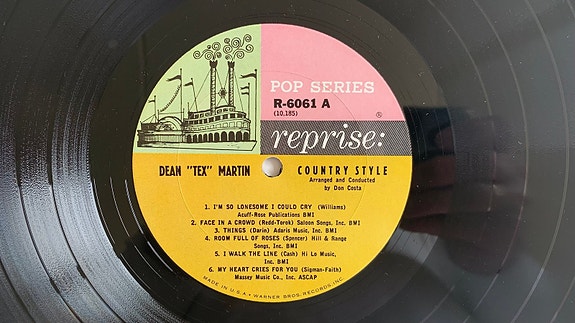 POP SERIES
R-6061 A
(10,185)
®
reprise:
DEAN "TEX" MARTIN
COUNTRY STYLE
Arranged and Conducted
by Don Costa
1. I'M SO LONESOME I COULD CRY (Williams)
Acuff-Rose Publications BMI
2. FACE IN A CROWD (Redd-Torok) Saloon Songs, Inc. BMI
3. THINGS (Darin) Adaris Music, Inc. BMI
4. ROOM FULL OF ROSES (Spencer) Hill & Range
Songs, Inc. BMI
5. I WALK THE LINE (Cash) Hi Lo Music,
Inc. BMI
6. MY HEART CRIES FOR YOU (Sigman-Faith)
Massey Music Co., Inc. ASCAP
MADE IN U.S.A. • WARNER BROS. RECORDS, INC.